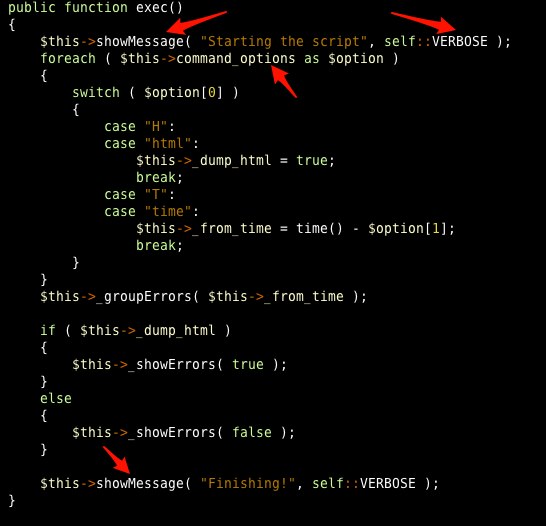 public function exec()
{
    $this->showMessage( "Starting the script", self::VERBOSE );
    foreach ( $this->command_options as $option )
    {
        switch ( $option[0] )
        {
            case "H":
            case "html":
                $this->_dump_html = true;
                break;
            case "T":
            case "time":
                $this->_from_time = time() - $option[1];
                break;
        }
    }
    $this->_groupErrors( $this->_from_time );

    if ( $this->_dump_html )
    {
        $this->_showErrors( true );
    }
    else
    {
        $this->_showErrors( false );
    }

    $this->showMessage( "Finishing!", self::VERBOSE );
}